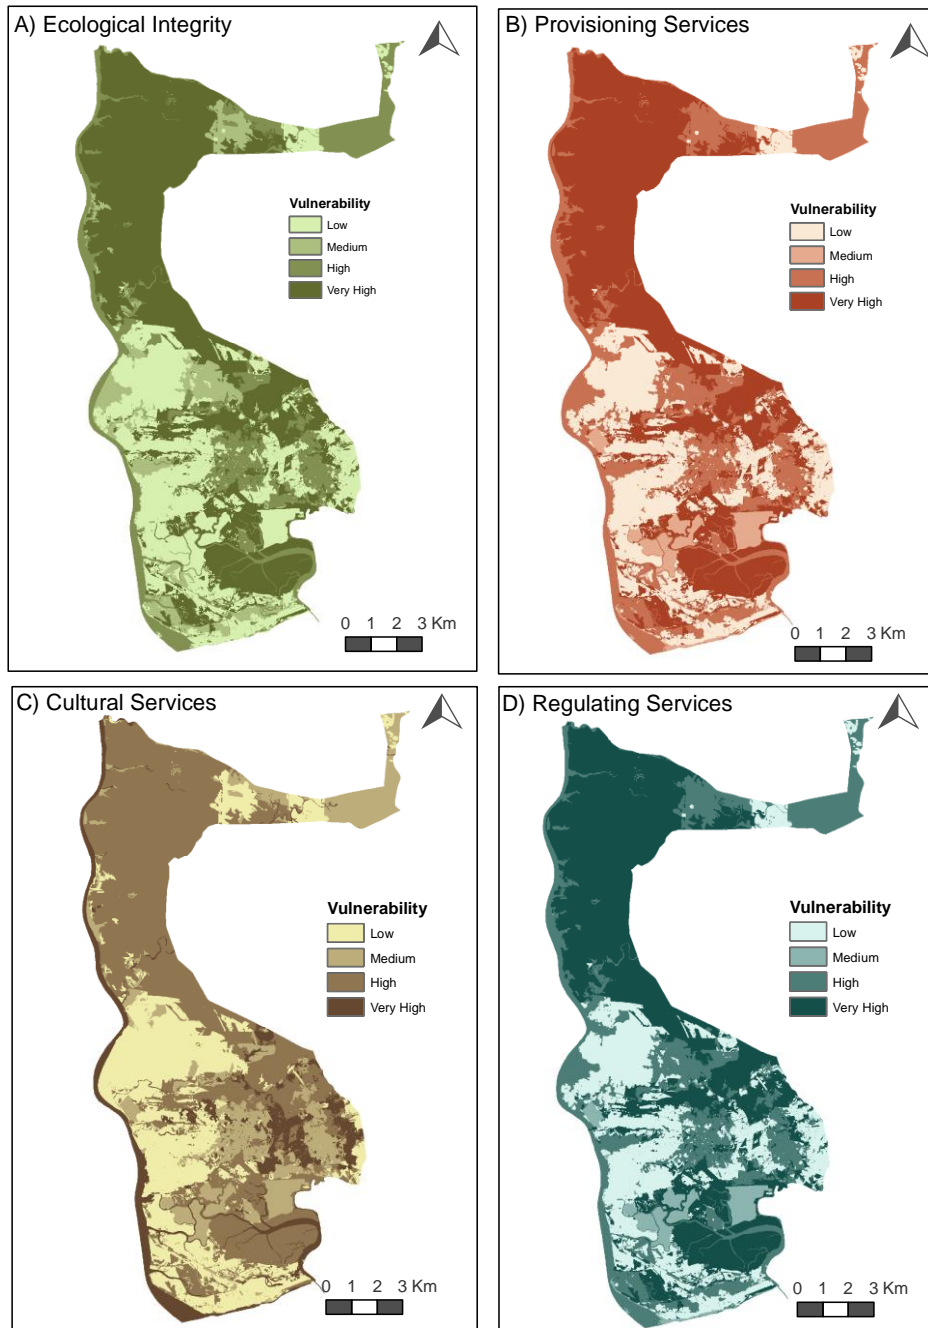 A) Ecological Integrity
Vulnerability
Low
Medium
High
Very High
0 1 2 3 Km
B) Provisioning Services
Vulnerability
Low
Medium
High
Very High
0 1 2 3 Km
C) Cultural Services
Vulnerability
Low
Medium
High
Very High
0 1 2 3 Km
D) Regulating Services
Vulnerability
Low
Medium
High
Very High
0 1 2 3 Km